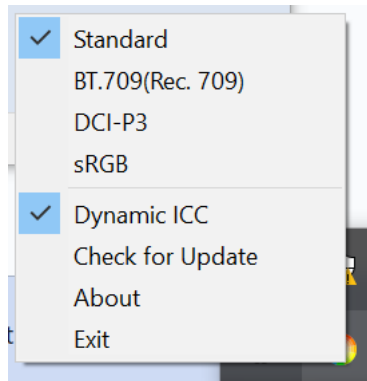 Standard
BT.709(Rec. 709)
DCI-P3
sRGB
Dynamic ICC
Check for Update
About
Exit
t